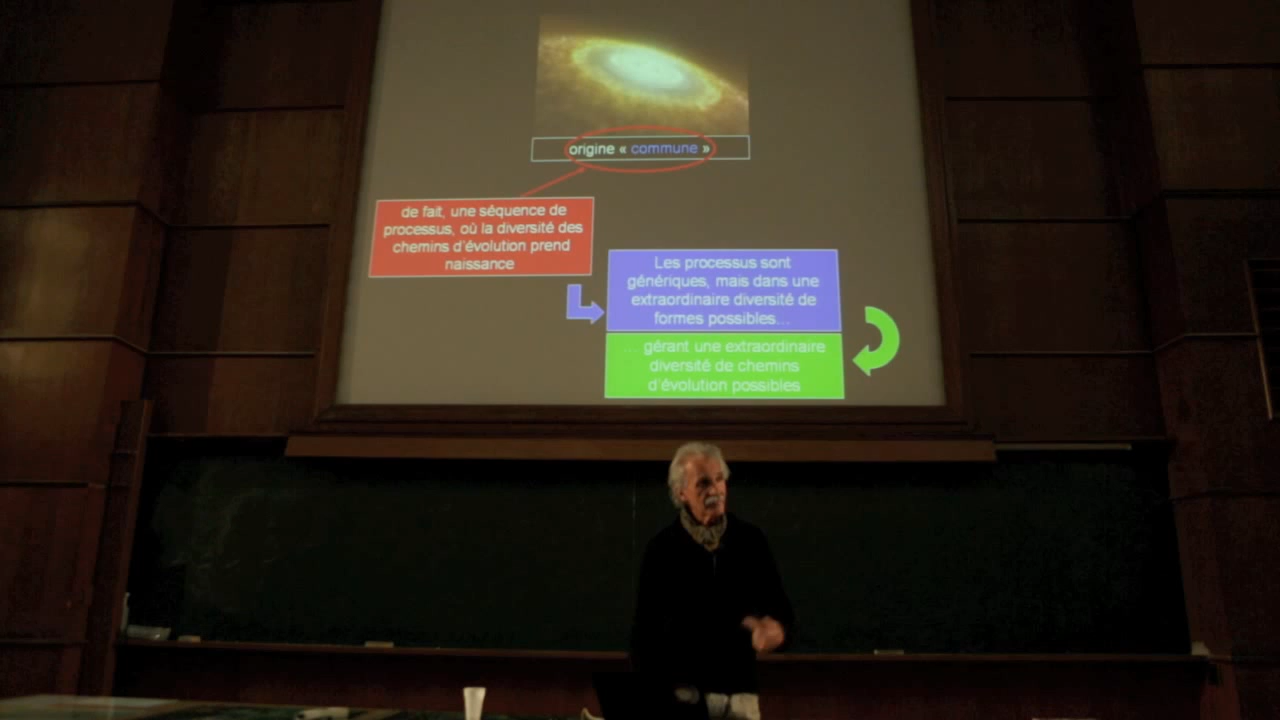 origine « commune »
de fait, une séquence de
processus, où la diversité des
chemins d'évolution prend
naissance
Les processus sont
génériques, mais dans une
extraordinaire diversité de
formes possibles...
... gérant une extraordinaire
diversité de chemins
d'évolution possibles